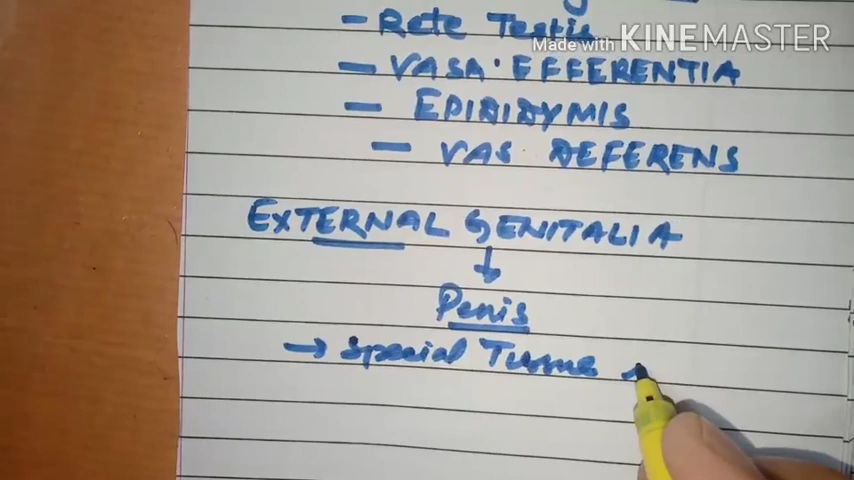 - Rete Testis
Made with KINEMASTER
- VASA EFFERENTIA
- EPIDIDYMIS
- VAS DEFERENS
EXTERNAL GENITALIA
↓
Penis
→ Special Tissue